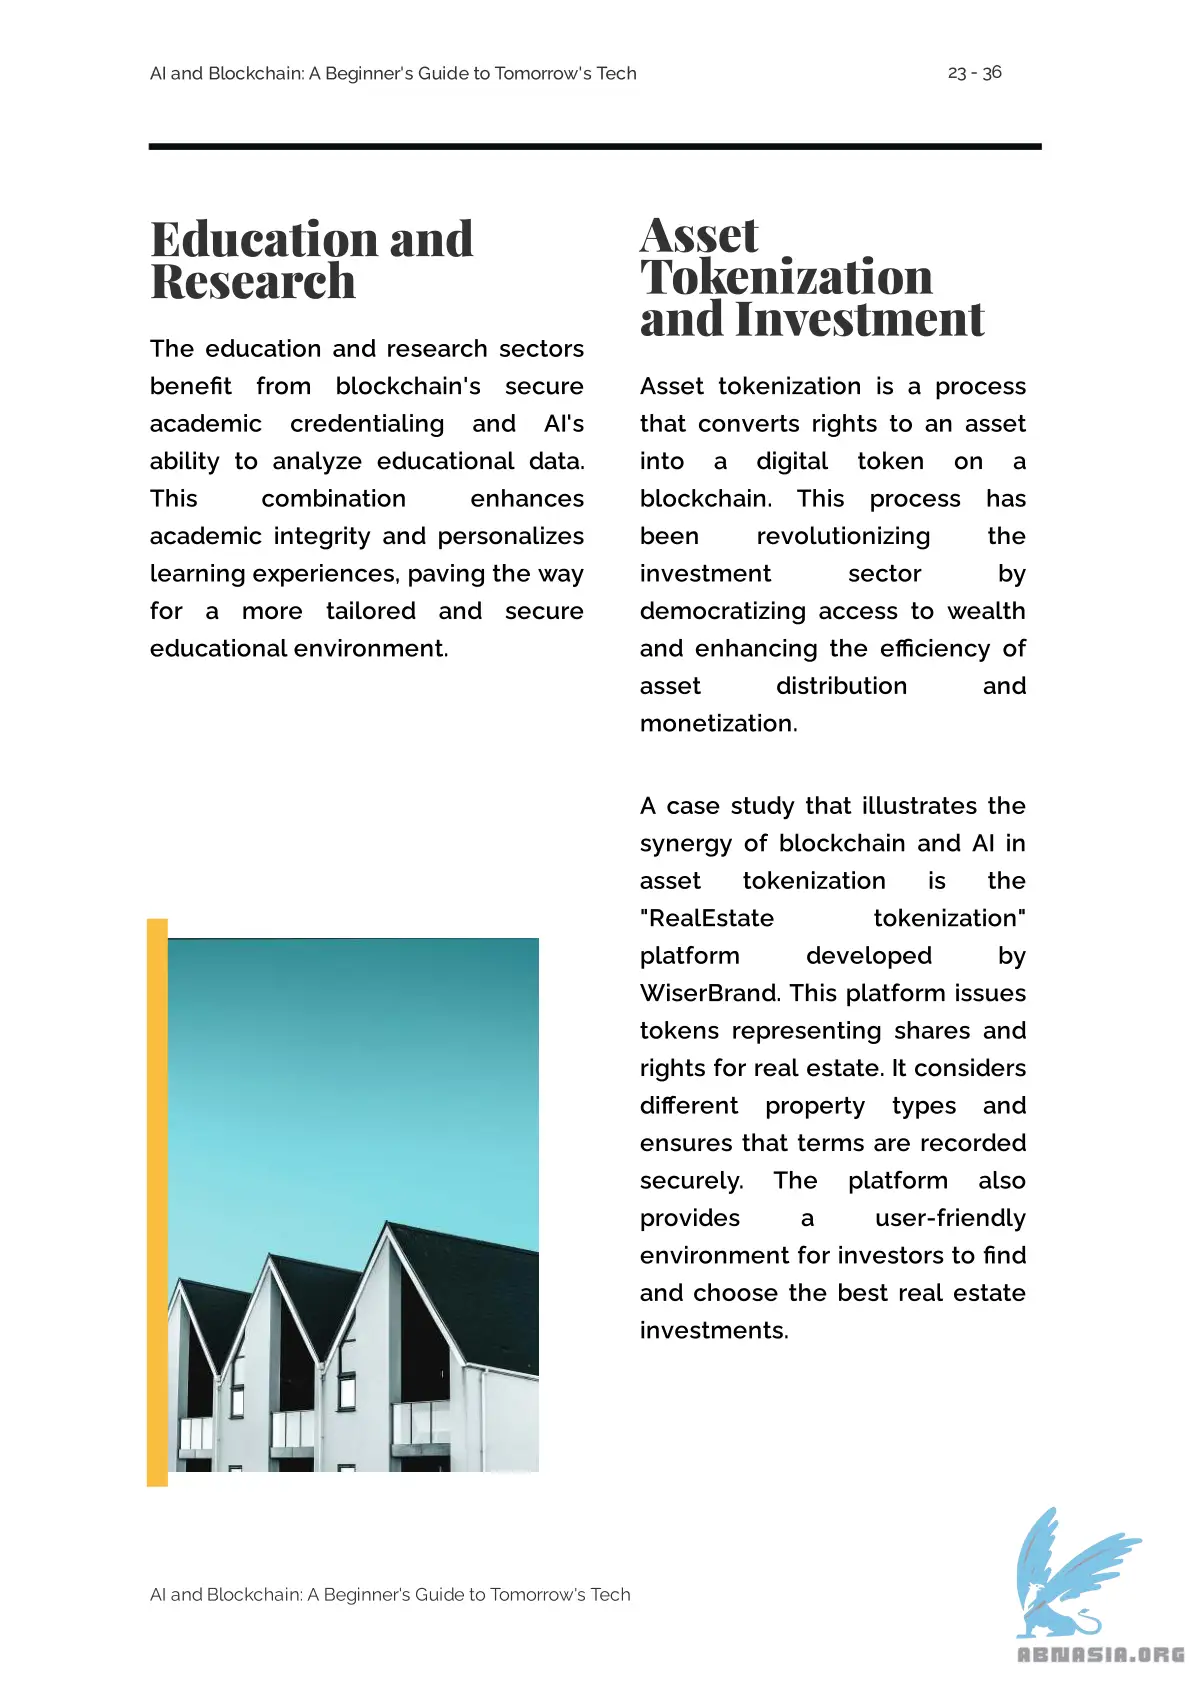 AI and Blockchain: A Beginner's Guide to Tomorrow's Tech
23 - 36
Education and
Research
The education and research sectors
benefit from blockchain's secure
academic credentialing and AI's
ability to analyze educational data.
This combination enhances
academic integrity and personalizes
learning experiences, paving the way
for a more tailored and secure
educational environment.
Asset
Tokenization
and Investment
Asset tokenization is a process
that converts rights to an asset
into a digital token on a
blockchain. This process has
been revolutionizing the
investment sector by
democratizing access to wealth
and enhancing the efficiency of
asset distribution and
monetization.
A case study that illustrates the
synergy of blockchain and AI in
asset tokenization is the
"RealEstate tokenization"
platform developed by
WiserBrand. This platform issues
tokens representing shares and
rights for real estate. It considers
different property types and
ensures that terms are recorded
securely. The platform also
provides a user-friendly
environment for investors to find
and choose the best real estate
investments.
AI and Blockchain: A Beginner's Guide to Tomorrow's Tech
ABNASIA.ORG